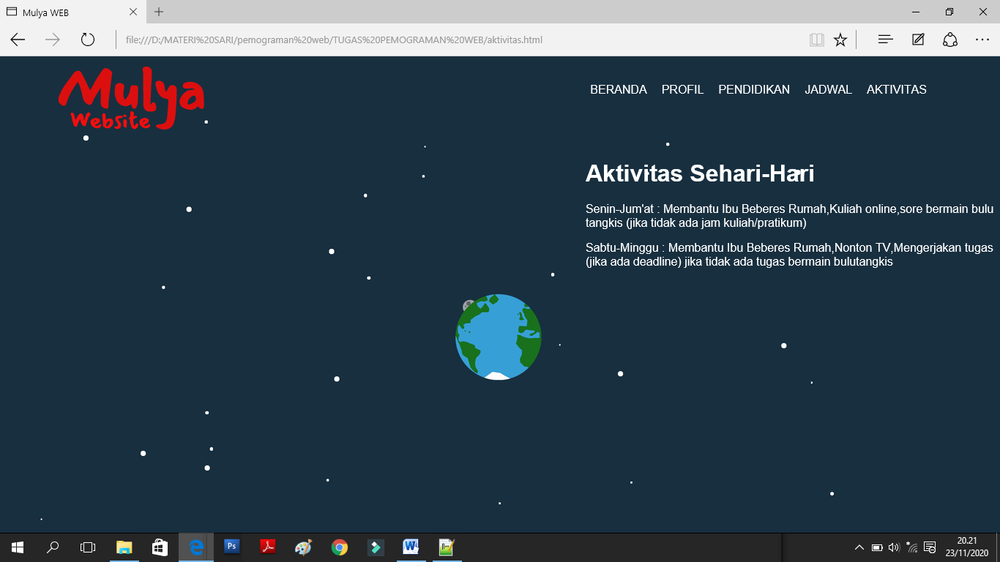 Mulya WEB
file:///D:/MATERI%20SARI/pemograman%20web/TUGAS%20PEMOGRAMAN%20WEB/aktivitas.html
Mulya
Website
BERANDA PROFIL PENDIDIKAN JADWAL AKTIVITAS
Aktivitas Sehari-Hari
Senin-Jum'at : Membantu Ibu Beberes Rumah,Kuliah online,sore bermain bulu
tangkis (jika tidak ada jam kuliah/pratikum)
Sabtu-Minggu : Membantu Ibu Beberes Rumah,Nonton TV,Mengerjakan tugas
(jika ada deadline) jika tidak ada tugas bermain bulutangkis
Ps
W
20.21
23/11/2020